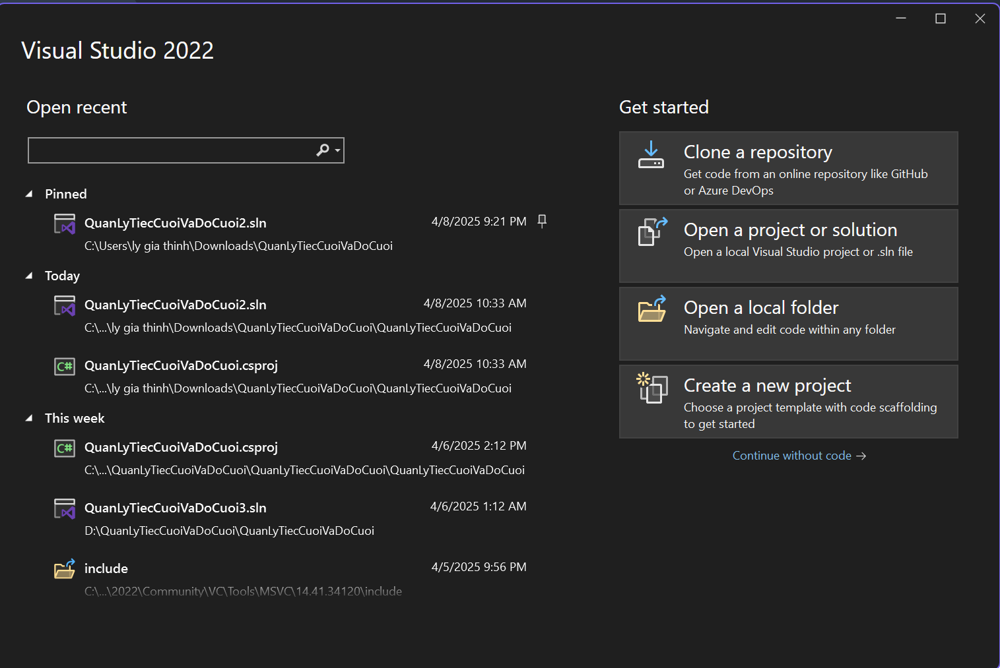 Visual Studio 2022
Open recent
Pinned
QuanLyTiecCuoiVaDoCuoi2.sln 4/8/2025 9:21 PM
C:\Users\ly gia thinh\Downloads\QuanLyTiecCuoiVaDoCuoi
Today
QuanLyTiecCuoiVaDoCuoi2.sln 4/8/2025 10:33 AM
C:\...\ly gia thinh\Downloads\QuanLyTiecCuoiVaDoCuoi\QuanLyTiecCuoiVaDoCuoi
C# QuanLyTiecCuoiVaDoCuoi.csproj 4/8/2025 10:33 AM
C:\...\ly gia thinh\Downloads\QuanLyTiecCuoiVaDoCuoi\QuanLyTiecCuoiVaDoCuoi
This week
C# QuanLyTiecCuoiVaDoCuoi.csproj 4/6/2025 2:12 PM
C:\...\QuanLyTiecCuoiVaDoCuoi\QuanLyTiecCuoiVaDoCuoi\QuanLyTiecCuoiVaDoCuoi
QuanLyTiecCuoiVaDoCuoi3.sln 4/6/2025 1:12 AM
D:\QuanLyTiecCuoiVaDoCuoi\QuanLyTiecCuoiVaDoCuoi
include 4/5/2025 9:56 PM
C:\...\2022\Community\VC\Tools\MSVC\14.41.34120\include
Get started
Clone a repository
Get code from an online repository like GitHub
or Azure DevOps
Open a project or solution
Open a local Visual Studio project or .sln file
Open a local folder
Navigate and edit code within any folder
Create a new project
Choose a project template with code scaffolding
to get started
Continue without code →